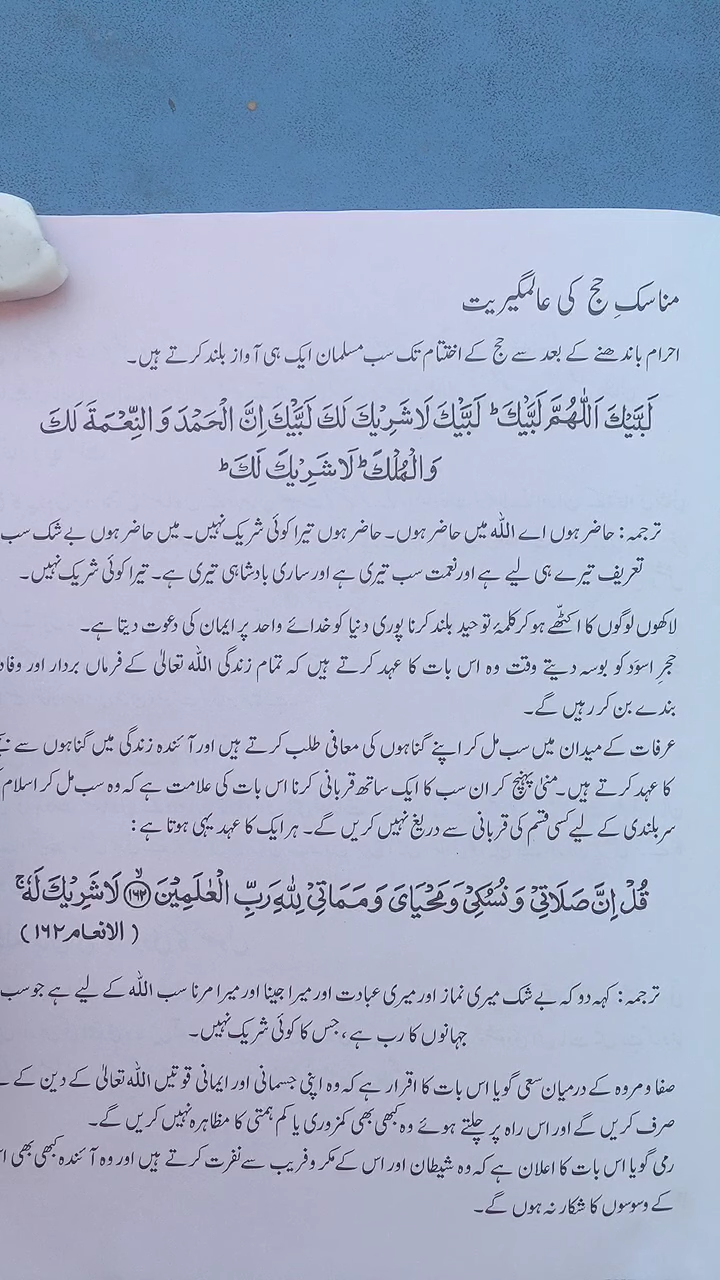 مناسکِ حج کی عالمگیریت
احرام باندھنے کے بعد سے حج کے اختتام تک سب مسلمان ایک ہی آواز بلند کرتے ہیں۔
لَبَّيْكَ اَللّٰهُمَّ لَبَّيْكَ ؕ لَبَّيْكَ لَا شَرِيْكَ لَكَ لَبَّيْكَ اِنَّ الْحَمْدَ وَ النِّعْمَةَ لَكَ
وَالْمُلْكَ ؕ لَا شَرِيْكَ لَكَ ؕ
ترجمہ: حاضر ہوں اے اللہ میں حاضر ہوں۔ حاضر ہوں تیرا کوئی شریک نہیں۔ میں حاضر ہوں بے شک سب
تعریف تیرے ہی لیے ہے اور نعمت سب تیری ہے اور ساری بادشاہی تیری ہے۔ تیرا کوئی شریک نہیں۔
لاکھوں لوگوں کا اکٹھے ہو کر کلمۂ توحید بلند کرنا پوری دنیا کو خدائے واحد پر ایمان کی دعوت دیتا ہے۔
حجرِ اسوَد کو بوسہ دیتے وقت وہ اس بات کا عہد کرتے ہیں کہ تمام زندگی اللہ تعالیٰ کے فرماں بردار اور
بندے بن کر رہیں گے۔
عرفات کے میدان میں سب مل کر اپنے گناہوں کی معافی طلب کرتے ہیں اور آئندہ زندگی میں گناہوں سے
کا عہد کرتے ہیں۔ منیٰ پہنچ کر ان سب کا ایک ساتھ قربانی کرنا اس بات کی علامت ہے کہ وہ سب مل کر اسلام
سربلندی کے لیے کسی قسم کی قربانی سے دریغ نہیں کریں گے۔ ہر ایک کا عہد یہی ہوتا ہے:
قُلْ اِنَّ صَلَاتِيْ وَ نُسُكِيْ وَ مَحْيَايَ وَ مَمَاتِيْ لِلّٰهِ رَبِّ الْعٰلَمِيْنَ ۙ﴿۱۶۲﴾ لَا شَرِيْكَ لَهٗ ۚ
(الانعام ۱۶۲)
ترجمہ: کہہ دو کہ بے شک میری نماز اور میری عبادت اور میرا جینا اور میرا مرنا سب اللہ کے لیے ہے جو سب
جہانوں کا رب ہے، جس کا کوئی شریک نہیں۔
صفا و مروہ کے درمیان سعی گویا اس بات کا اقرار ہے کہ وہ اپنی جسمانی اور ایمانی قوتیں اللہ تعالیٰ کے دین کے
صرف کریں گے اور اس راہ پر چلتے ہوئے وہ کبھی بھی کمزوری یا کم ہمتی کا مظاہرہ نہیں کریں گے۔
رمی گویا اس بات کا اعلان ہے کہ وہ شیطان اور اس کے مکر و فریب سے نفرت کرتے ہیں اور وہ آئندہ کبھی بھی
کے وسوسوں کا شکار نہ ہوں گے۔